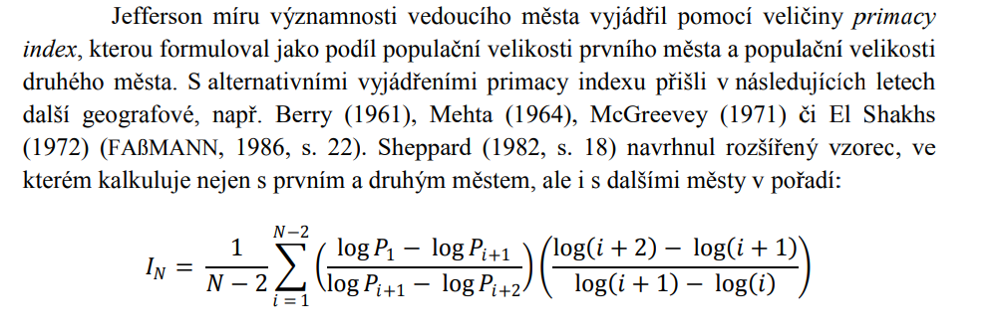 Jefferson míru významnosti vedoucího města vyjádřil pomocí veličiny primacy
index, kterou formuloval jako podíl populační velikosti prvního města a populační velikosti
druhého města. S alternativními vyjádřeními primacy indexu přišli v následujících letech
další geografové, např. Berry (1961), Mehta (1964), McGreevey (1971) či El Shakhs
(1972) (FAßMANN, 1986, s. 22). Sheppard (1982, s. 18) navrhnul rozšířený vzorec, ve
kterém kalkuluje nejen s prvním a druhým městem, ale i s dalšími městy v pořadí:
I_N = \frac{1}{N-2} \sum_{i=1}^{N-2} \left( \frac{\log P_1 - \log P_{i+1}}{\log P_{i+1} - \log P_{i+2}} \right) \left( \frac{\log(i+2) - \log(i+1)}{\log(i+1) - \log(i)} \right)